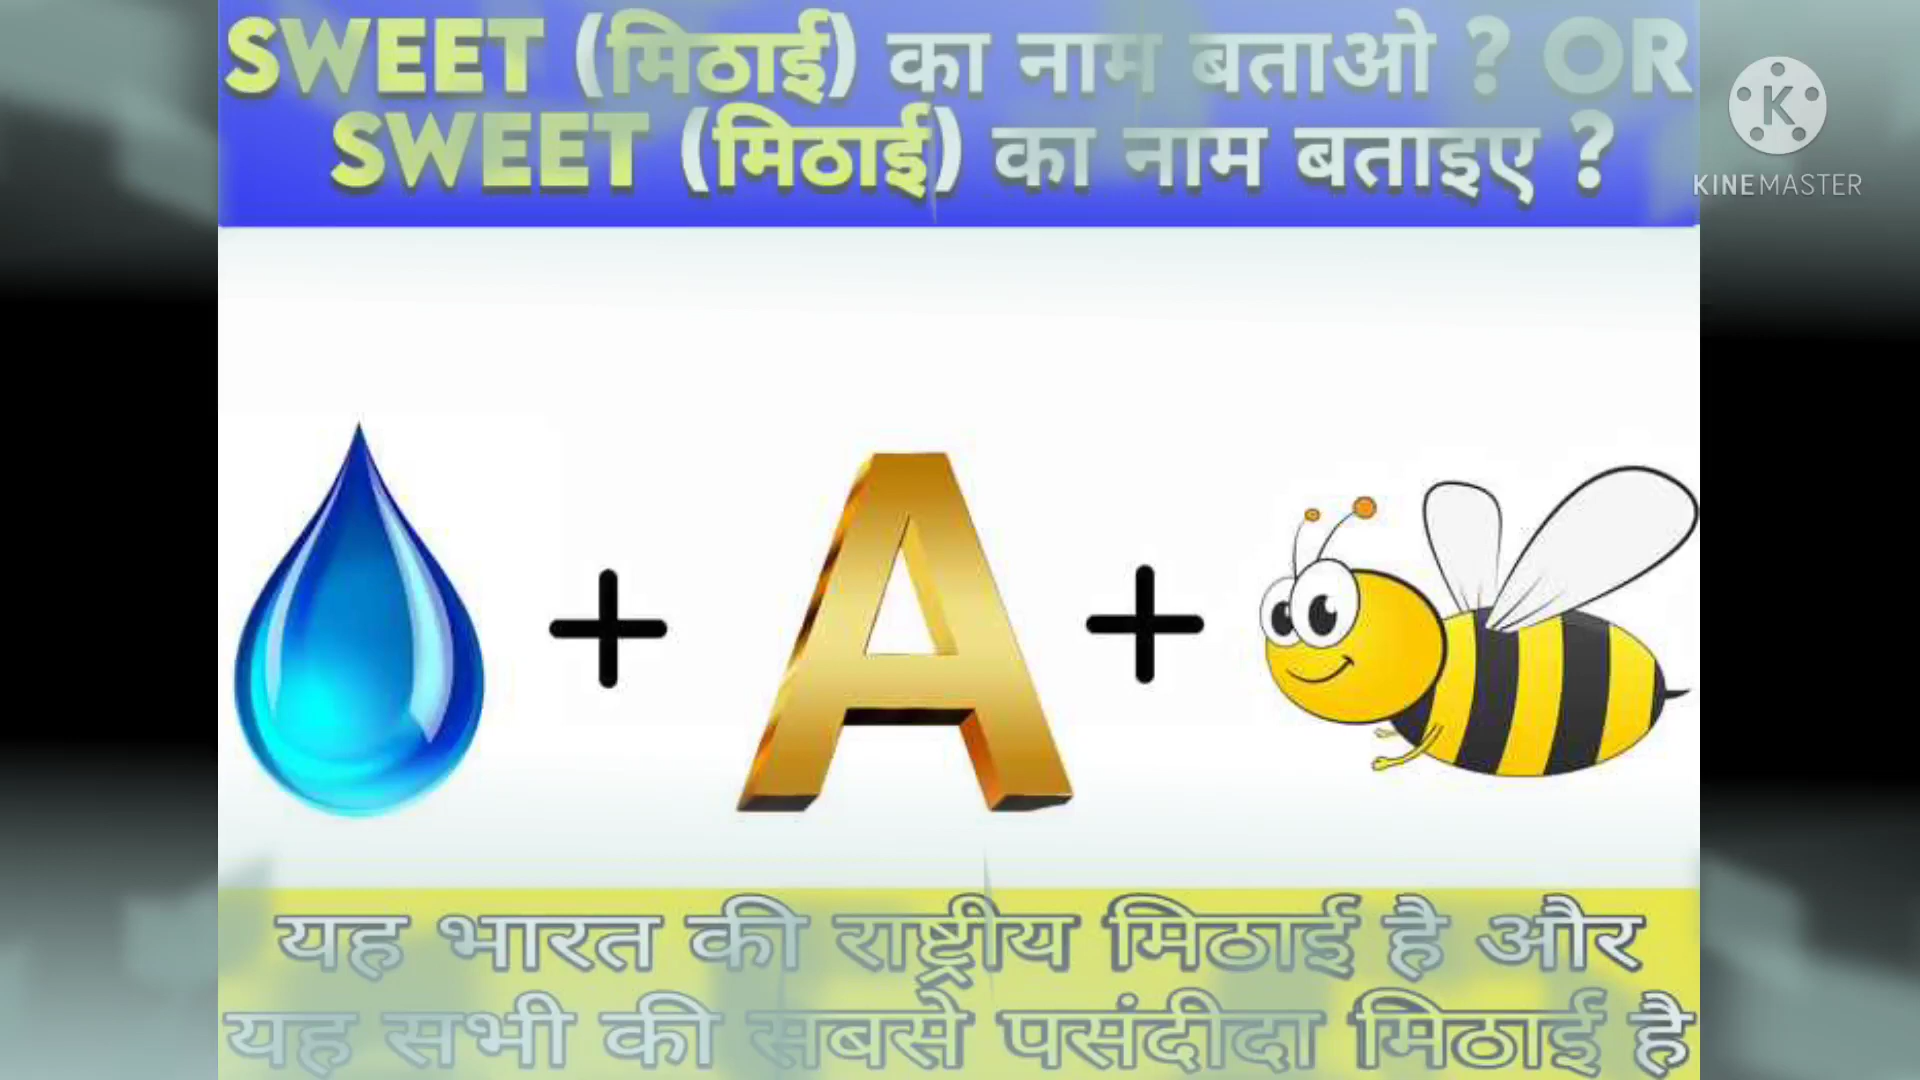 SWEET (मिठाई) का नाम बताओ ? OR
SWEET (मिठाई) का नाम बताइए ?
K
KINEMASTER
+ A +
यह भारत की राष्ट्रीय मिठाई है और
यह सभी की सबसे पसंदीदा मिठाई है